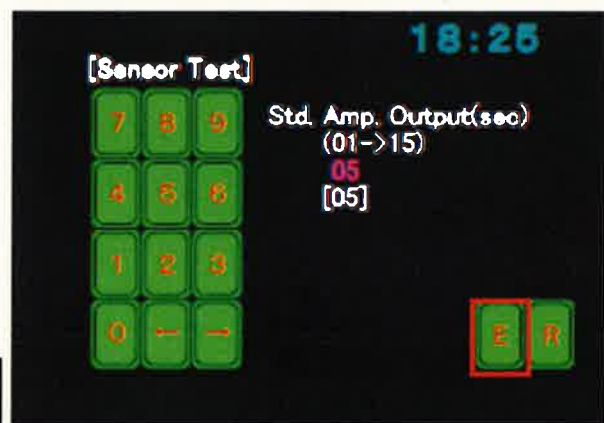 18:25
[Sensor Test]
7 8 9
4 5 6
1 2 3
0 ← →
Std. Amp. Output(sec)
(01->15)
05
[05]
E R